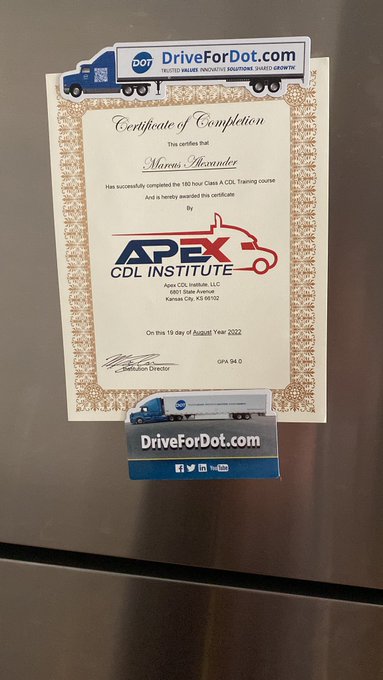 DOT DriveForDot.com
TRUSTED VALUES. INNOVATIVE SOLUTIONS. SHARED GROWTH.
Certificate of Completion
This certifies that
Marcus Alexander
Has successfully completed the 180 hour Class A CDL Training course
And is hereby awarded this certificate
By
APEX
CDL INSTITUTE
Apex CDL Institute, LLC
6801 State Avenue
Kansas City, KS 66102
On this 19 day of August Year 2022
Institution Director
GPA 94.0
DOT
DriveForDot.com
YouTube